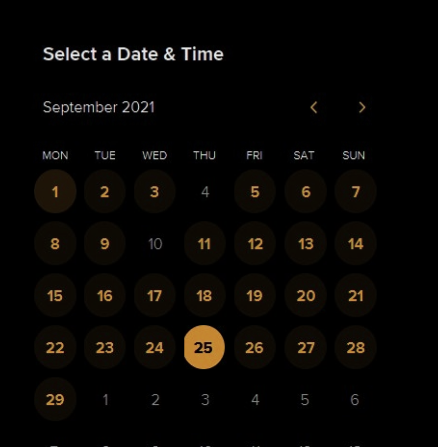 Select a Date & Time
September 2021
MON TUE WED THU FRI SAT SUN
1 2 3 4 5 6 7
8 9 10 11 12 13 14
15 16 17 18 19 20 21
22 23 24 25 26 27 28
29 1 2 3 4 5 6